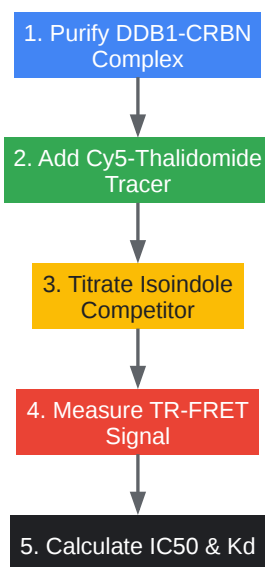 1. Purify DDB1-CRBN
Complex
2. Add Cy5-Thalidomide
Tracer
3. Titrate Isoindole
Competitor
4. Measure TR-FRET
Signal
5. Calculate IC50 & Kd